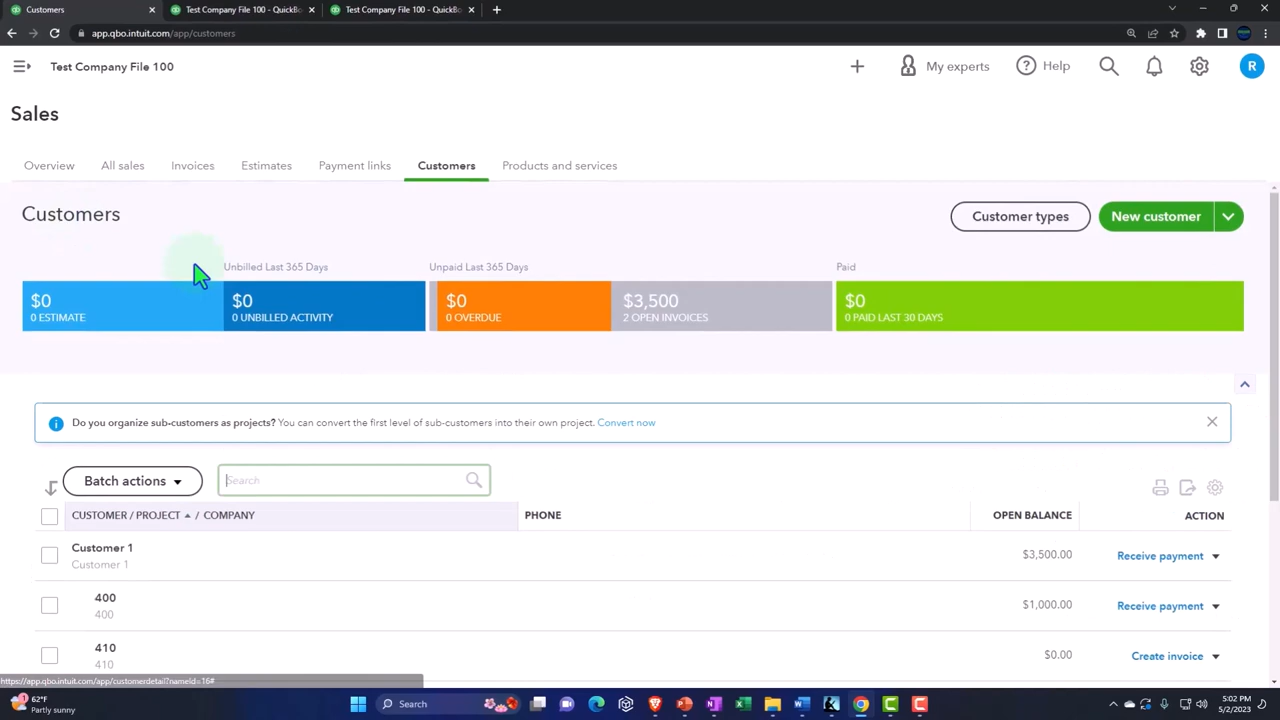 Customers
Test Company File 100 - QuickBo
Test Company File 100 - QuickBo
app.qbo.intuit.com/app/customers
Test Company File 100
My experts
Help
R
Sales
Overview
All sales
Invoices
Estimates
Payment links
Customers
Products and services
Customers
Customer types
New customer
Unbilled Last 365 Days
Unpaid Last 365 Days
Paid
$0
0 ESTIMATE
$0
0 UNBILLED ACTIVITY
$0
0 OVERDUE
$3,500
2 OPEN INVOICES
$0
0 PAID LAST 30 DAYS
Do you organize sub-customers as projects? You can convert the first level of sub-customers into their own project. Convert now
Batch actions
Search
CUSTOMER / PROJECT / COMPANY
PHONE
OPEN BALANCE
ACTION
Customer 1
Customer 1
$3,500.00
Receive payment
400
400
$1,000.00
Receive payment
410
410
$0.00
Create invoice
https://app.qbo.intuit.com/app/customerdetail?nameId=16#
62°F
Partly sunny
Search
5:02 PM
5/2/2023